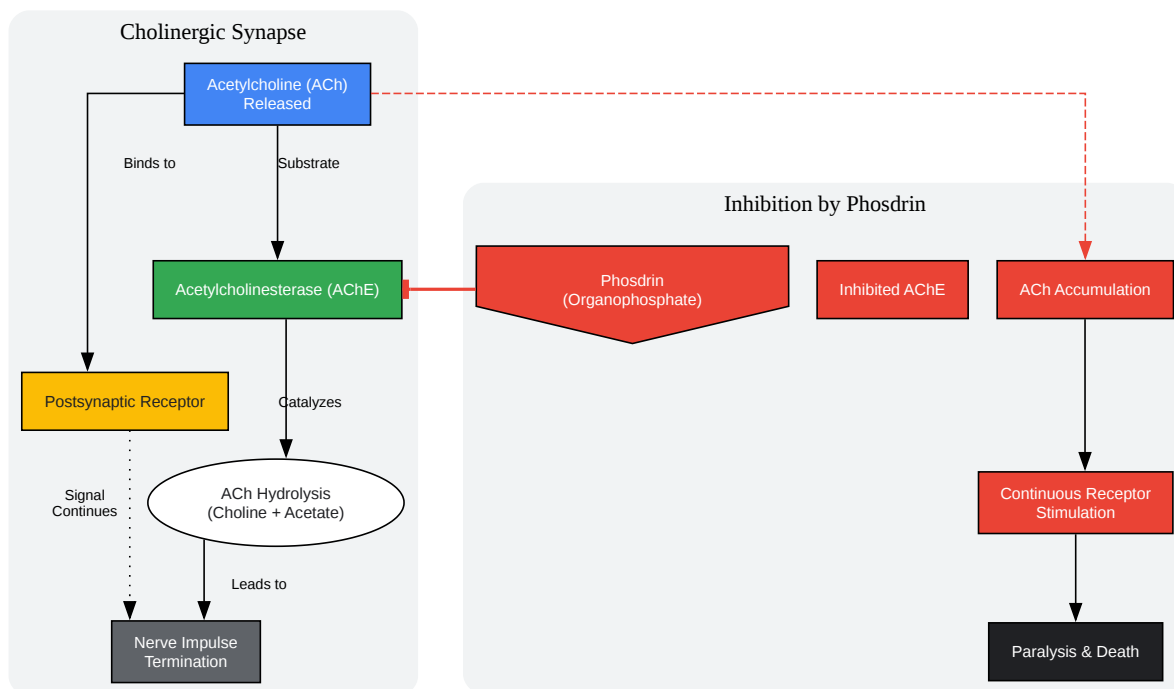 Cholinergic Synapse
Acetylcholine (ACh)
Released
Binds to
Substrate
Inhibition by Phosdrin
Acetylcholinesterase (AChE)
Phosdrin
(Organophosphate)
Inhibited AChE
ACh Accumulation
Postsynaptic Receptor
Catalyzes
Signal
Continues
ACh Hydrolysis
(Choline + Acetate)
Continuous Receptor
Stimulation
Leads to
Nerve Impulse
Termination
Paralysis & Death